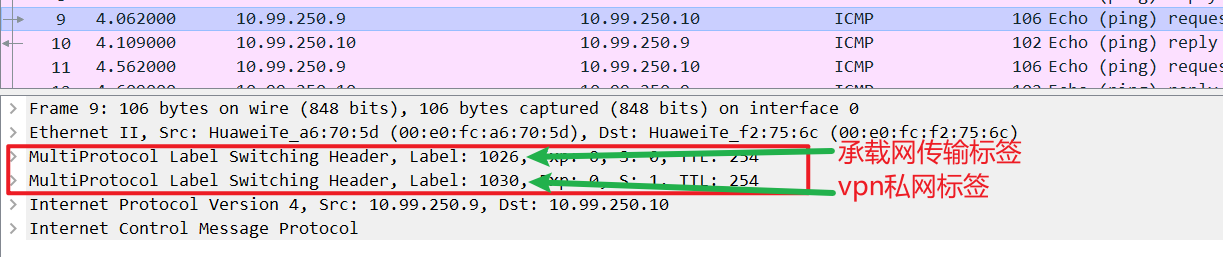 9 4.062000 10.99.250.9 10.99.250.10 ICMP 106 Echo (ping) reques
10 4.109000 10.99.250.10 10.99.250.9 ICMP 102 Echo (ping) reply
11 4.562000 10.99.250.9 10.99.250.10 ICMP 106 Echo (ping) reques
Frame 9: 106 bytes on wire (848 bits), 106 bytes captured (848 bits) on interface 0
Ethernet II, Src: HuaweiTe_a6:70:5d (00:e0:fc:a6:70:5d), Dst: HuaweiTe_f2:75:6c (00:e0:fc:f2:75:6c)
MultiProtocol Label Switching Header, Label: 1026, Exp: 0, S: 0, TTL: 254
承载网传输标签
MultiProtocol Label Switching Header, Label: 1030, Exp: 0, S: 1, TTL: 254
vpn私网标签
Internet Protocol Version 4, Src: 10.99.250.9, Dst: 10.99.250.10
Internet Control Message Protocol